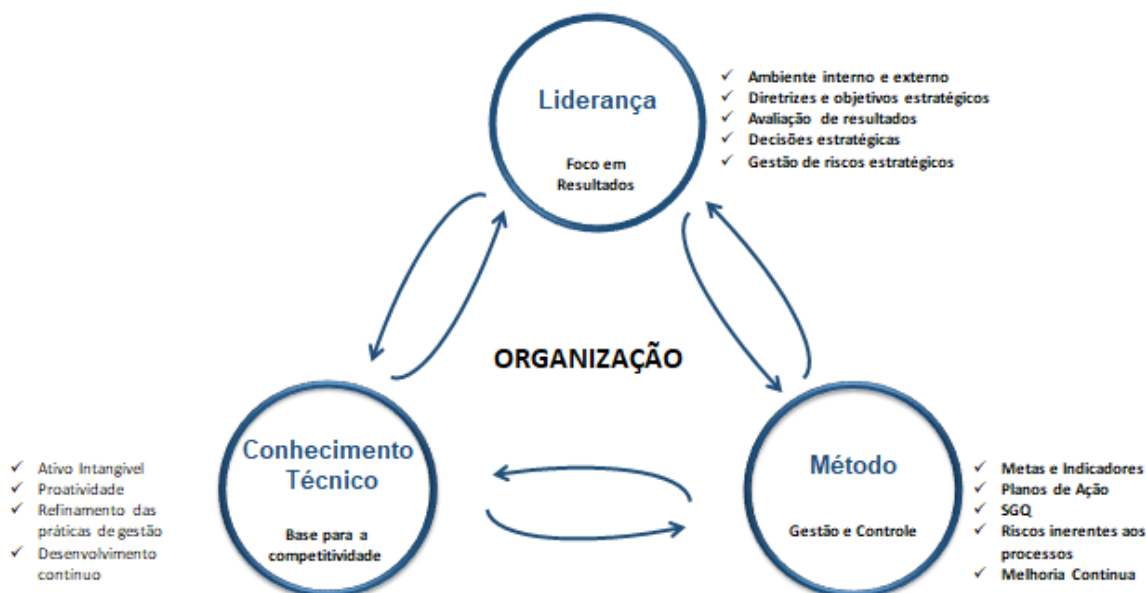 Liderança
Foco em
Resultados
✓ Ambiente interno e externo
✓ Diretrizes e objetivos estratégicos
✓ Avaliação de resultados
✓ Decisões estratégicas
✓ Gestão de riscos estratégicos
ORGANIZAÇÃO
Conhecimento
Técnico
Base para a
competitividade
✓ Ativo Intangível
✓ Proatividade
✓ Refinamento das
práticas de gestão
✓ Desenvolvimento
contínuo
Método
Gestão e Controle
✓ Metas e Indicadores
✓ Planos de Ação
✓ SGQ
✓ Riscos inerentes aos
processos
✓ Melhoria Contínua